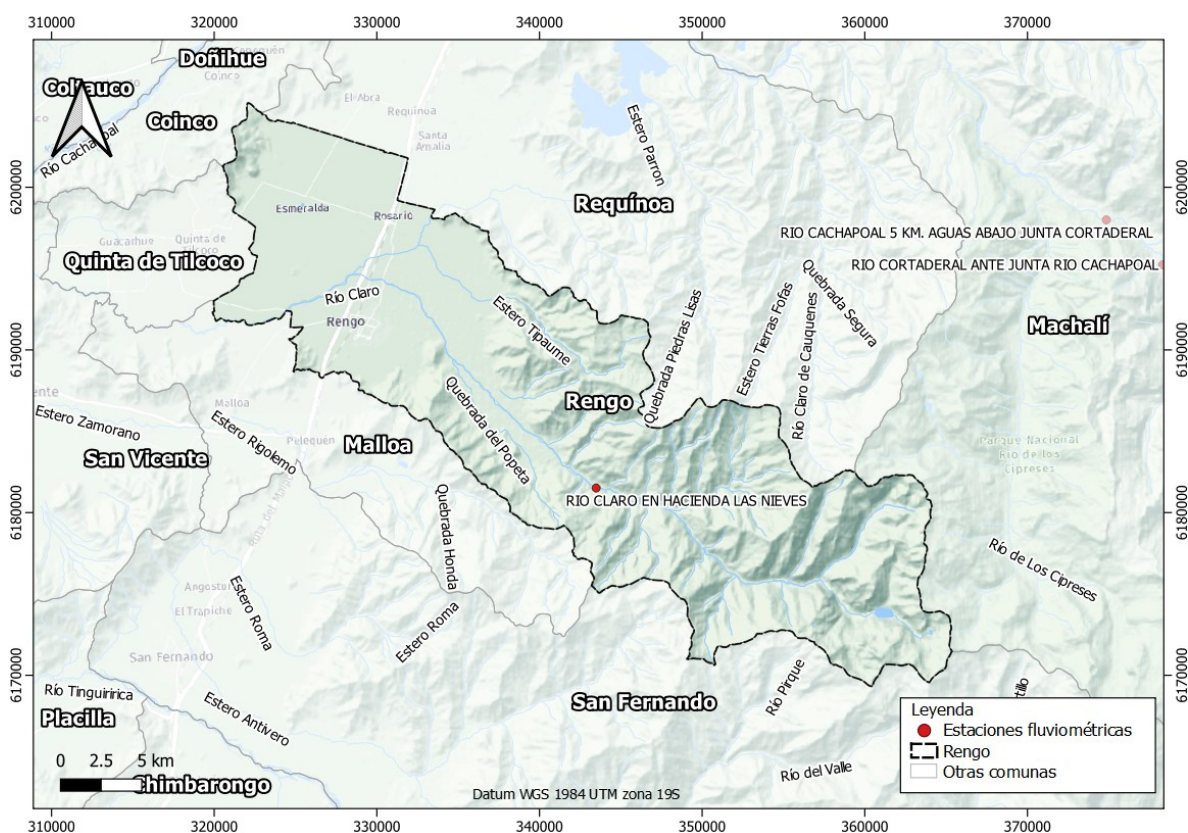 310000
320000
330000
340000
350000
360000
370000
Doñihue
Coinco
El Abra
Requínoa
Coinco
Santa
Amalia
Río Cachapoal
Estero Parron
6200000
6200000
Requínoa
Esmeralda
Rosario
RIO CACHAPOAL 5 KM. AGUAS ABAJO JUNTA CORTADERAL
Guacarhue
Quinta de
Tilcoco
Quinta de Tilcoco
RIO CORTADERAL ANTE JUNTA RIO CACHAPOAL
Río Claro
Quebrada Segura
Rengo
Estero Tipaume
Quebrada Piedras Lisas
Estero Tierras Fofas
Río Claro de Cauquenes
Machalí
6190000
6190000
Rengo
Malloa
Estero Zamorano
Estero Rigolemo
Pelequén
Malloa
Quebrada del Popeta
Parque Nacional
Río de los
Cipreses
San Vicente
RIO CLARO EN HACIENDA LAS NIEVES
6180000
6180000
Quebrada Honda
Río de Los Cipreses
Angostura
El Trapiche
Estero Roma
Estero Roma
San Fernando
6170000
6170000
Río Tinguiririca
Estero Antivero
San Fernando
Río Pirque
Placilla
Leyenda
Estaciones fluviométricas
Rengo
Otras comunas
0 2.5 5 km
Chimbarongo
Río del Valle
Datum WGS 1984 UTM zona 19S
310000
320000
330000
340000
350000
360000
370000